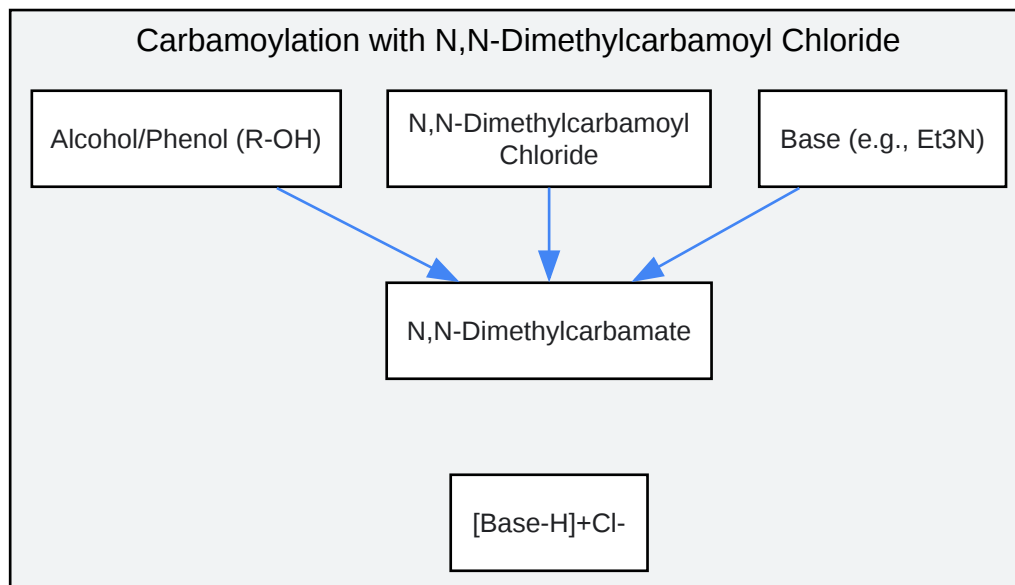 Carbamoylation with N,N-Dimethylcarbamoyl Chloride
Alcohol/Phenol (R-OH)
N,N-Dimethylcarbamoyl
Chloride
Base (e.g., Et3N)
N,N-Dimethylcarbamate
[Base-H]+Cl-